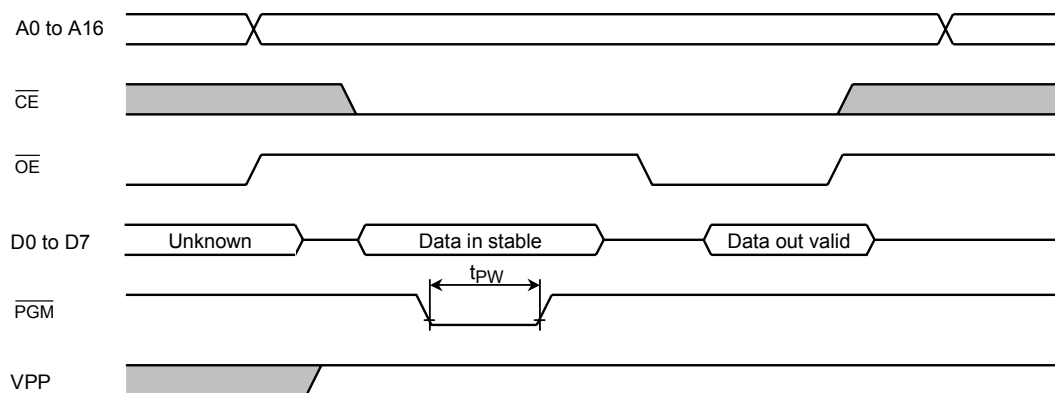 A0 to A16
CE
OE
D0 to D7 Unknown Data in stable Data out valid
tPW
PGM
VPP